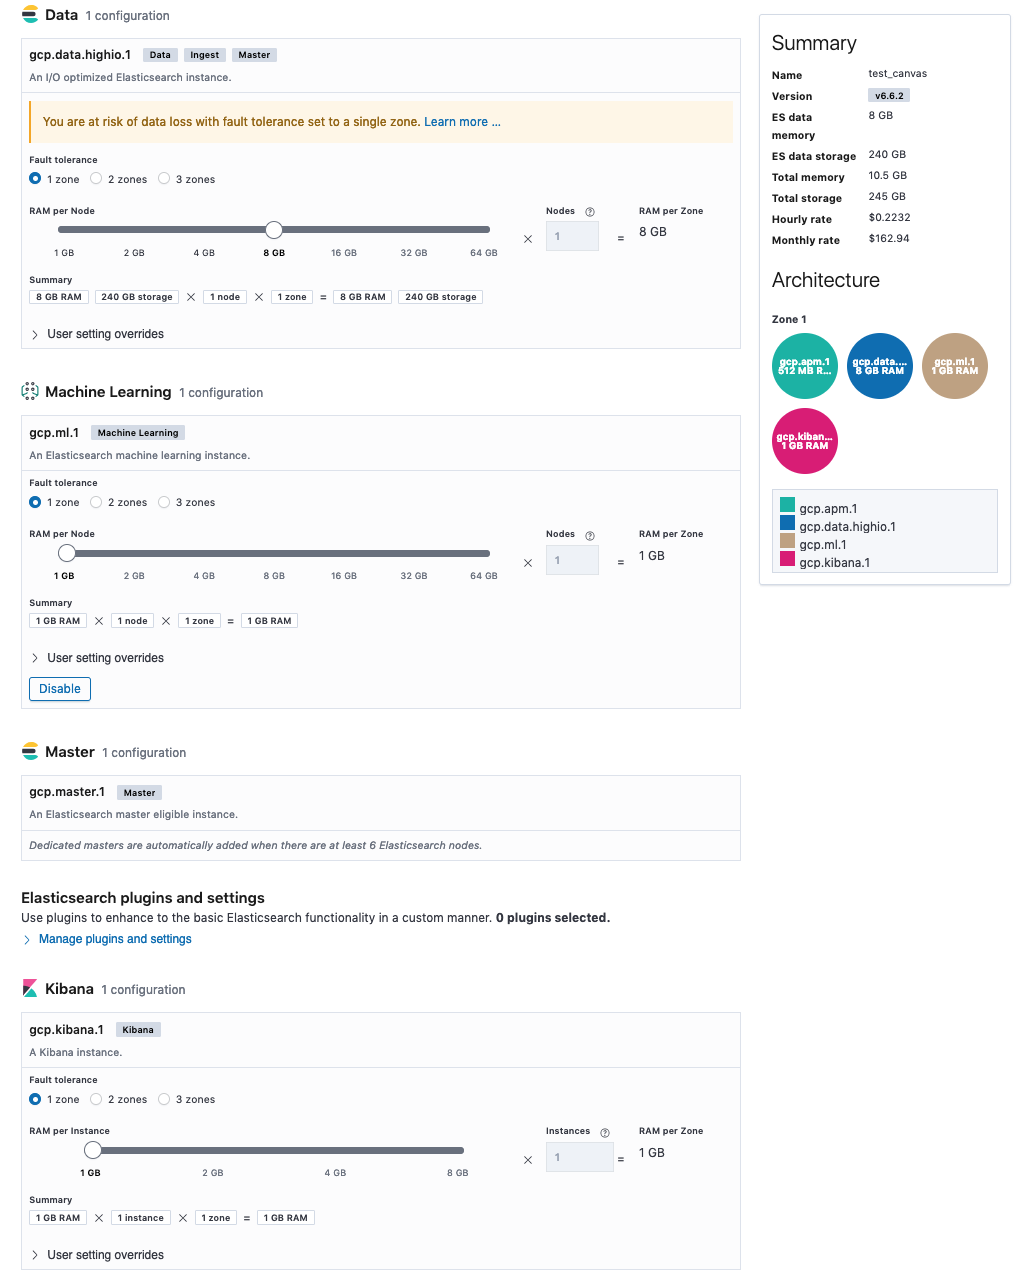 Data 1 configuration
gcp.data.highio.1 Data Ingest Master
An I/O optimized Elasticsearch instance.
You are at risk of data loss with fault tolerance set to a single zone. Learn more ...
Fault tolerance
1 zone 2 zones 3 zones
RAM per Node Nodes RAM per Zone
× 1 = 8 GB
1 GB 2 GB 4 GB 8 GB 16 GB 32 GB 64 GB
Summary
8 GB RAM 240 GB storage × 1 node × 1 zone = 8 GB RAM 240 GB storage
User setting overrides
Machine Learning 1 configuration
gcp.ml.1 Machine Learning
An Elasticsearch machine learning instance.
Fault tolerance
1 zone 2 zones 3 zones
RAM per Node Nodes RAM per Zone
× 1 = 1 GB
1 GB 2 GB 4 GB 8 GB 16 GB 32 GB 64 GB
Summary
1 GB RAM × 1 node × 1 zone = 1 GB RAM
User setting overrides
Disable
Master 1 configuration
gcp.master.1 Master
An Elasticsearch master eligible instance.
Dedicated masters are automatically added when there are at least 6 Elasticsearch nodes.
Elasticsearch plugins and settings
Use plugins to enhance to the basic Elasticsearch functionality in a custom manner. 0 plugins selected.
Manage plugins and settings
Kibana 1 configuration
gcp.kibana.1 Kibana
A Kibana instance.
Fault tolerance
1 zone 2 zones 3 zones
RAM per Instance Instances RAM per Zone
× 1 = 1 GB
1 GB 2 GB 4 GB 8 GB
Summary
1 GB RAM × 1 instance × 1 zone = 1 GB RAM
User setting overrides
Summary
Name test_canvas
Version v6.6.2
ES data memory 8 GB
ES data storage 240 GB
Total memory 10.5 GB
Total storage 245 GB
Hourly rate $0.2232
Monthly rate $162.94
Architecture
Zone 1
gcp.apm.1
512 MB R...
gcp.data....
8 GB RAM
gcp.ml.1
1 GB RAM
gcp.kiban...
1 GB RAM
gcp.apm.1
gcp.data.highio.1
gcp.ml.1
gcp.kibana.1